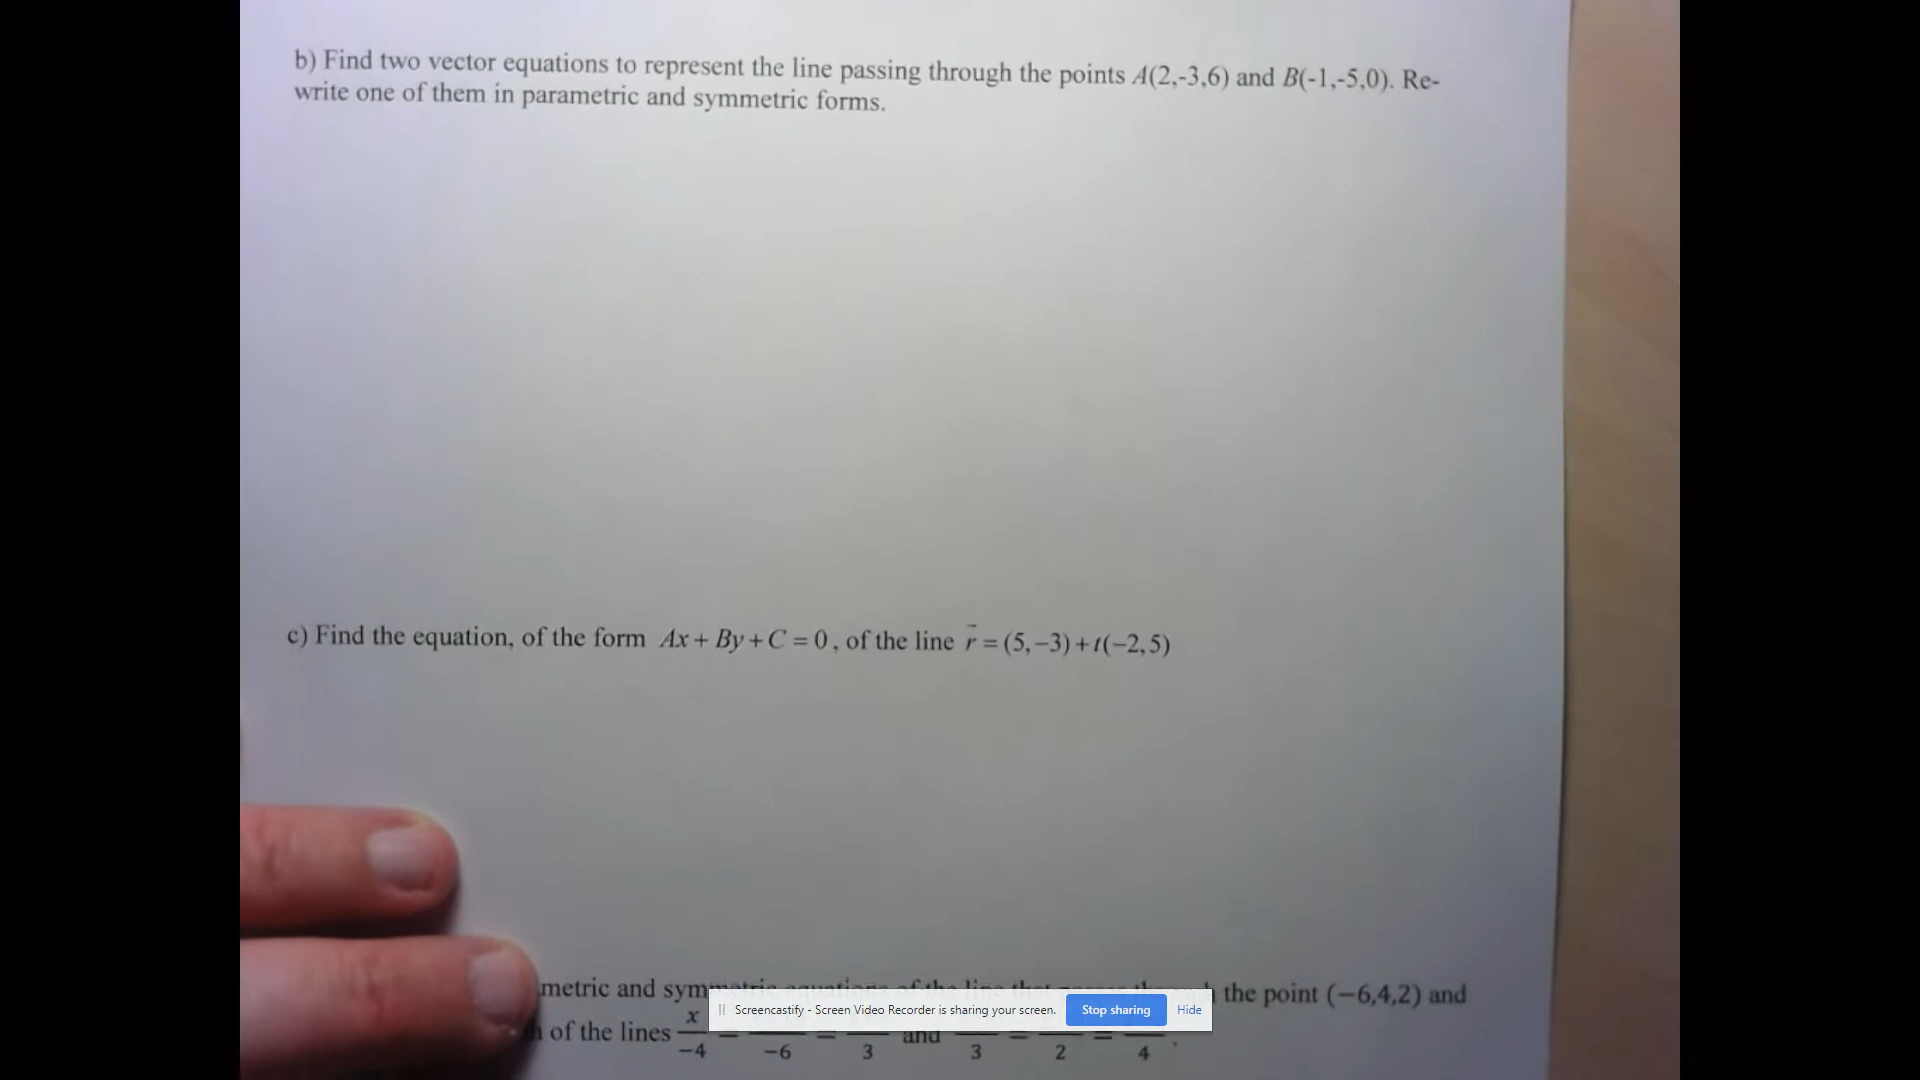 b) Find two vector equations to represent the line passing through the points A(2,-3,6) and B(-1,-5,0). Re-
write one of them in parametric and symmetric forms.
c) Find the equation, of the form Ax + By + C = 0, of the line r⃗ = (5,−3) + t(−2,5)
metric and sym the point (−6,4,2) and
Screencastify - Screen Video Recorder is sharing your screen. Stop sharing Hide
of the lines x/−4 = /−6 = /3 and /3 = /2 = /4 .